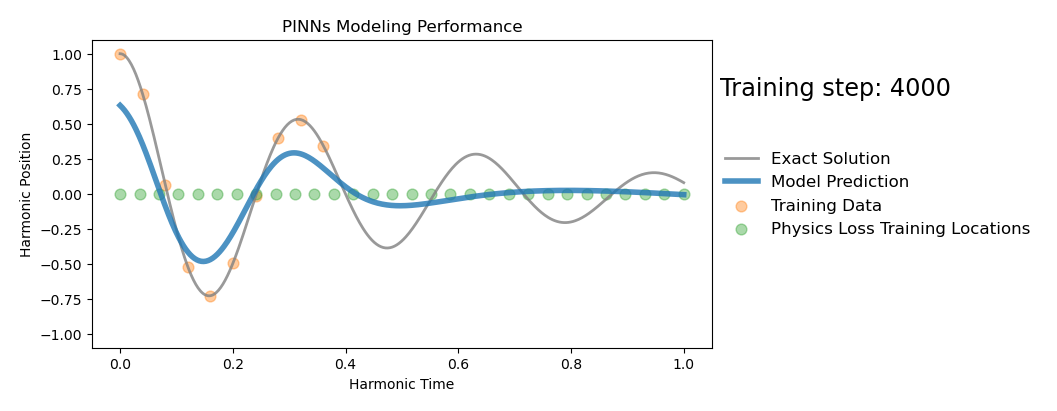 PINNs Modeling Performance
1.00
0.75
0.50
0.25
0.00
−0.25
−0.50
−0.75
−1.00
Harmonic Position
0.0
0.2
0.4
0.6
0.8
1.0
Harmonic Time
Training step: 4000
Exact Solution
Model Prediction
Training Data
Physics Loss Training Locations